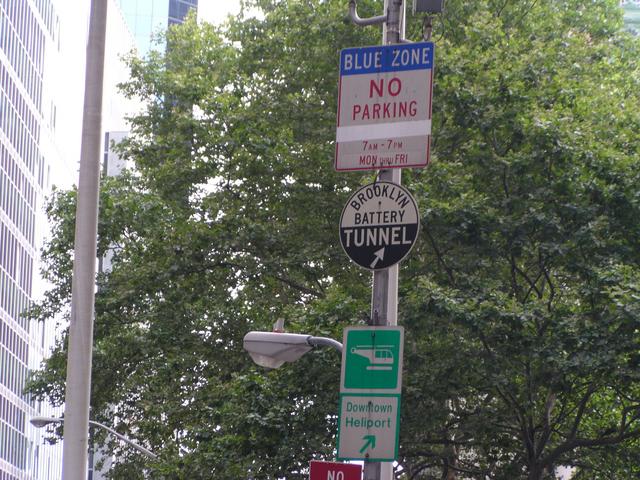 BLUE ZONE
NO
PARKING
7AM - 7PM
MON THRU FRI
BROOKLYN
BATTERY
TUNNEL
Downtown
Heliport
NO